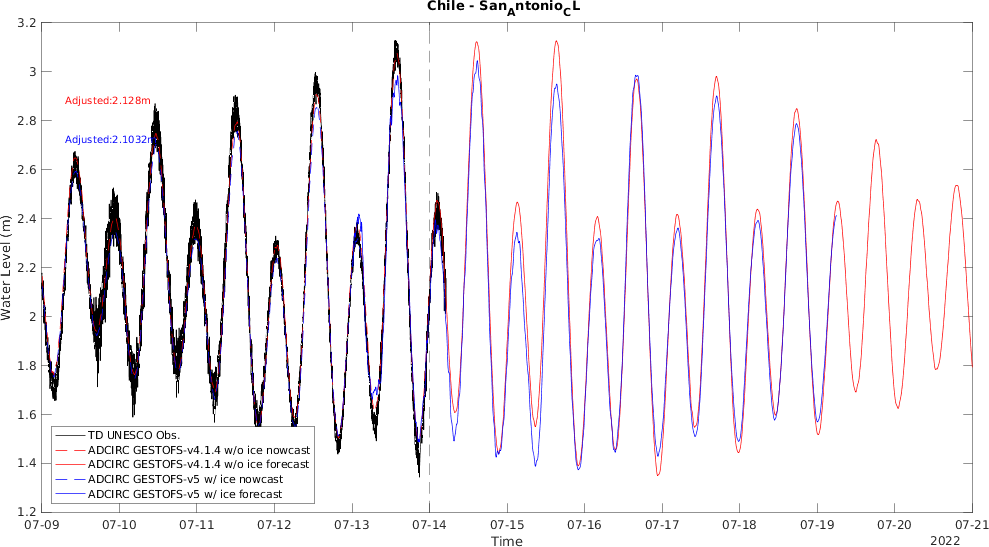 Chile - SanAntonioCL
3.2
3
2.8
2.6
2.4
2.2
2
1.8
1.6
1.4
1.2
Water Level (m)
Adjusted:2.128m
Adjusted:2.1032m
TD UNESCO Obs.
ADCIRC GESTOFS-v4.1.4 w/o ice nowcast
ADCIRC GESTOFS-v4.1.4 w/o ice forecast
ADCIRC GESTOFS-v5 w/ ice nowcast
ADCIRC GESTOFS-v5 w/ ice forecast
07-09 07-10 07-11 07-12 07-13 07-14 07-15 07-16 07-17 07-18 07-19 07-20 07-21
Time
2022